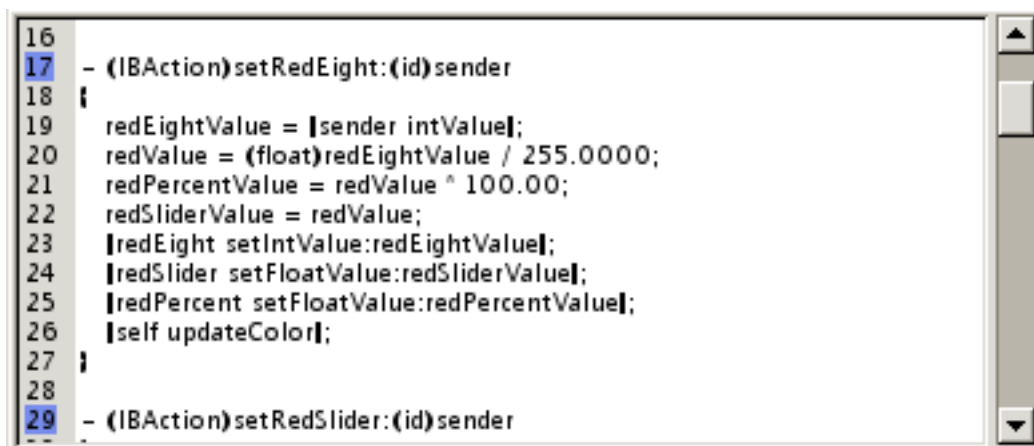 16
17 - (IBAction)setRedEight:(id)sender
18 {
19 redEightValue = [sender intValue];
20 redValue = (float)redEightValue / 255.0000;
21 redPercentValue = redValue * 100.00;
22 redSliderValue = redValue;
23 [redEight setIntValue:redEightValue];
24 [redSlider setFloatValue:redSliderValue];
25 [redPercent setFloatValue:redPercentValue];
26 [self updateColor];
27 }
28
29 - (IBAction)setRedSlider:(id)sender